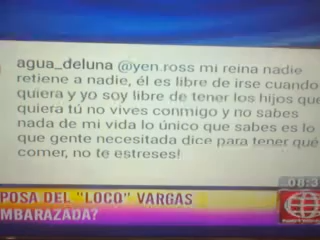 agua_deluna @yen.ross mi reina nadie
retiene a nadie, él es libre de irse cuando
quiera y yo soy libre de tener los hijos que
quiera tú no vives conmigo y no sabes
nada de mi vida lo único que sabes es lo
que gente necesitada dice para tener qué
comer, no te estreses!
08:3
POSA DEL "LOCO" VARGAS
MBARAZADA?